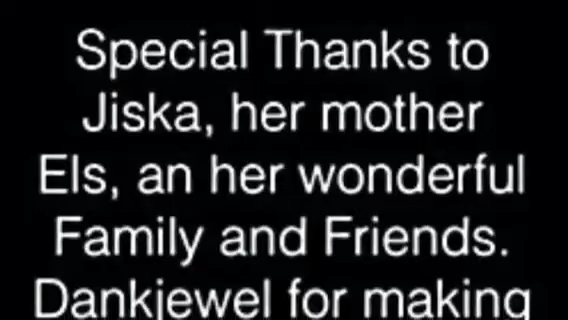 Special Thanks to
Jiska, her mother
Els, an her wonderful
Family and Friends.
Dankjewel for making